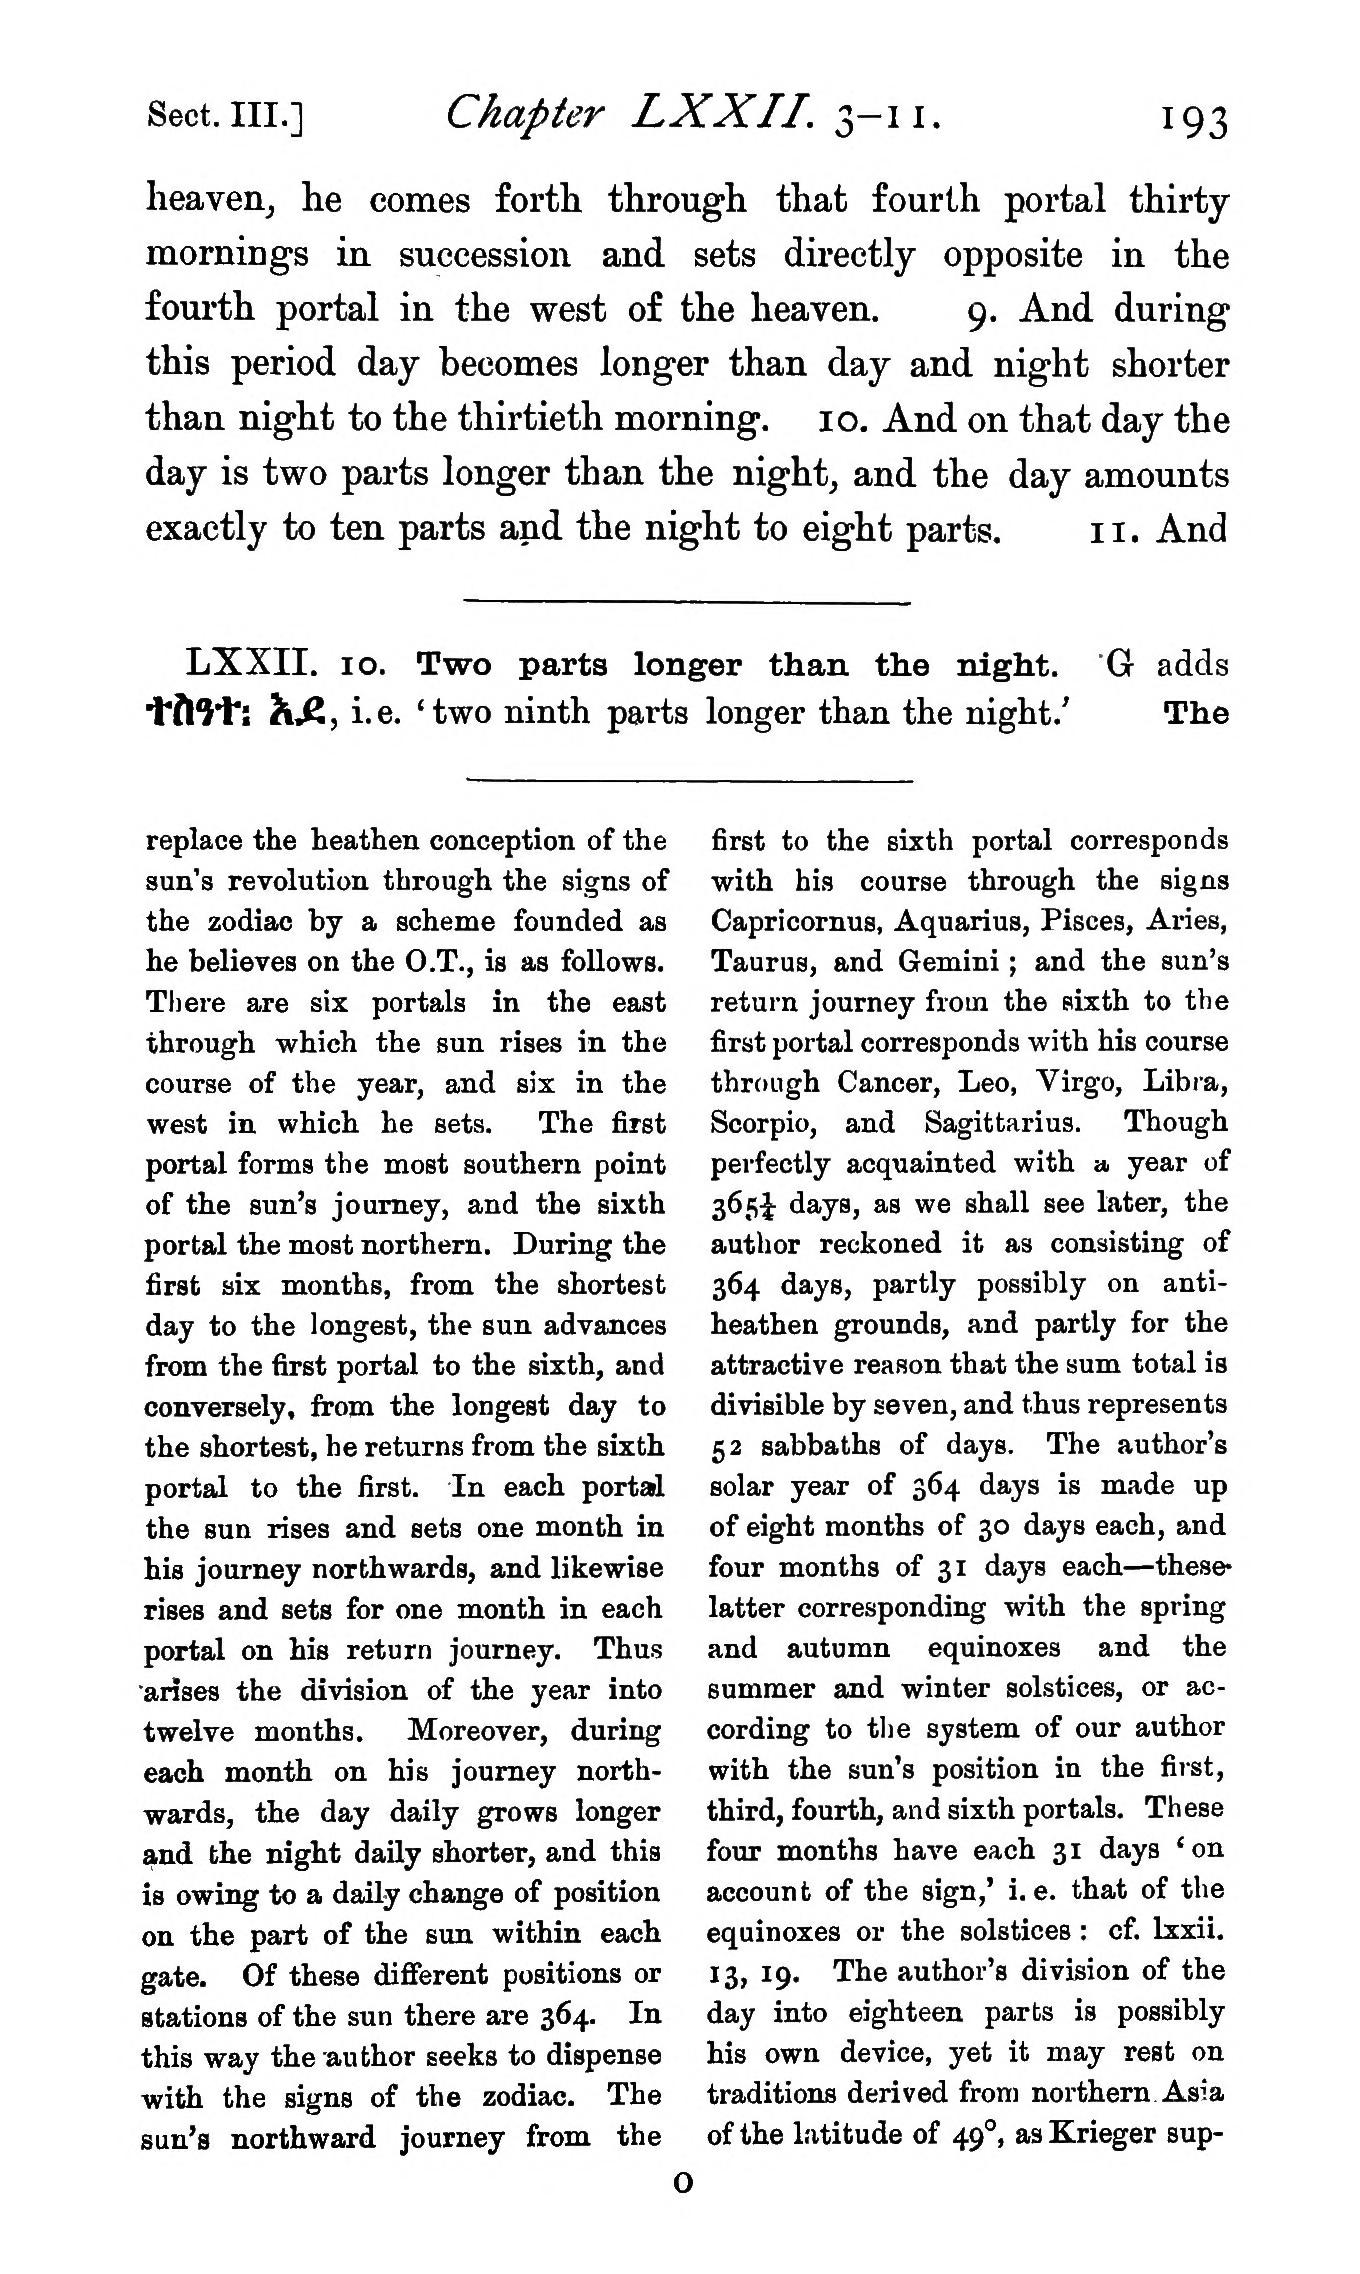 Sect. III.] Chapter LXXII. 3–11. 193
heaven, he comes forth through that fourth portal thirty
mornings in succession and sets directly opposite in the
fourth portal in the west of the heaven. 9. And during
this period day becomes longer than day and night shorter
than night to the thirtieth morning. 10. And on that day the
day is two parts longer than the night, and the day amounts
exactly to ten parts and the night to eight parts. 11. And
LXXII. 10. Two parts longer than the night. G adds
ተስዓተ፡ እዴ, i.e. ‘two ninth parts longer than the night.’ The
replace the heathen conception of the
sun's revolution through the signs of
the zodiac by a scheme founded as
he believes on the O.T., is as follows.
There are six portals in the east
through which the sun rises in the
course of the year, and six in the
west in which he sets. The first
portal forms the most southern point
of the sun's journey, and the sixth
portal the most northern. During the
first six months, from the shortest
day to the longest, the sun advances
from the first portal to the sixth, and
conversely, from the longest day to
the shortest, he returns from the sixth
portal to the first. In each portal
the sun rises and sets one month in
his journey northwards, and likewise
rises and sets for one month in each
portal on his return journey. Thus
arises the division of the year into
twelve months. Moreover, during
each month on his journey north-
wards, the day daily grows longer
and the night daily shorter, and this
is owing to a daily change of position
on the part of the sun within each
gate. Of these different positions or
stations of the sun there are 364. In
this way the author seeks to dispense
with the signs of the zodiac. The
sun's northward journey from the
first to the sixth portal corresponds
with his course through the signs
Capricornus, Aquarius, Pisces, Aries,
Taurus, and Gemini; and the sun's
return journey from the sixth to the
first portal corresponds with his course
through Cancer, Leo, Virgo, Libra,
Scorpio, and Sagittarius. Though
perfectly acquainted with a year of
365¼ days, as we shall see later, the
author reckoned it as consisting of
364 days, partly possibly on anti-
heathen grounds, and partly for the
attractive reason that the sum total is
divisible by seven, and thus represents
52 sabbaths of days. The author's
solar year of 364 days is made up
of eight months of 30 days each, and
four months of 31 days each—these
latter corresponding with the spring
and autumn equinoxes and the
summer and winter solstices, or ac-
cording to the system of our author
with the sun's position in the first,
third, fourth, and sixth portals. These
four months have each 31 days ‘on
account of the sign,’ i. e. that of the
equinoxes or the solstices: cf. lxxii.
13, 19. The author's division of the
day into eighteen parts is possibly
his own device, yet it may rest on
traditions derived from northern Asia
of the latitude of 49°, as Krieger sup-
O